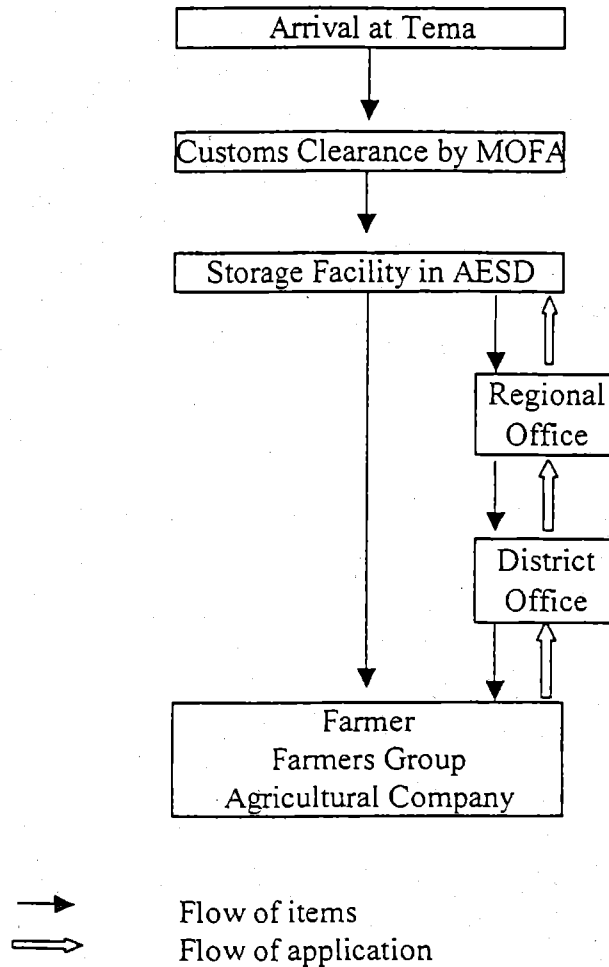 Arrival at Tema
Customs Clearance by MOFA
Storage Facility in AESD
Regional
Office
District
Office
Farmer
Farmers Group
Agricultural Company
Flow of items
Flow of application